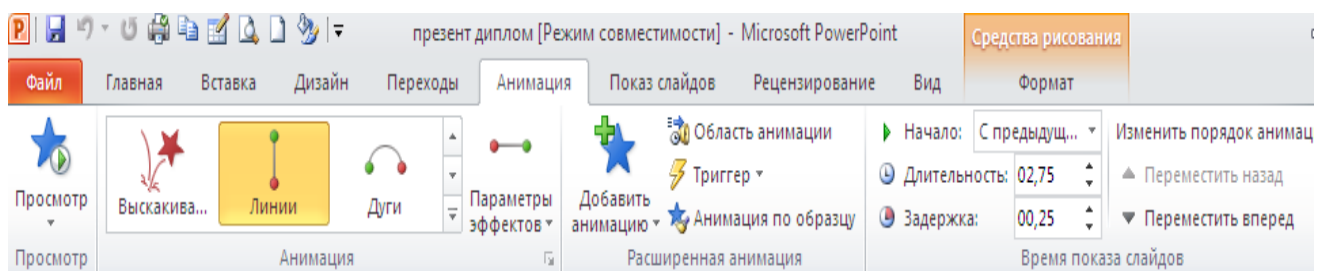 презент диплом [Режим совместимости] - Microsoft PowerPoint
Средства рисования
Файл Главная Вставка Дизайн Переходы Анимация Показ слайдов Рецензирование Вид Формат
Просмотр
Выскакива...
Линии
Дуги
Параметры
эффектов
Добавить
анимацию
Область анимации
Триггер
Анимация по образцу
Начало: С предыдущ...
Длительность: 02,75
Задержка: 00,25
Изменить порядок анимац
Переместить назад
Переместить вперед
Просмотр
Анимация
Расширенная анимация
Время показа слайдов